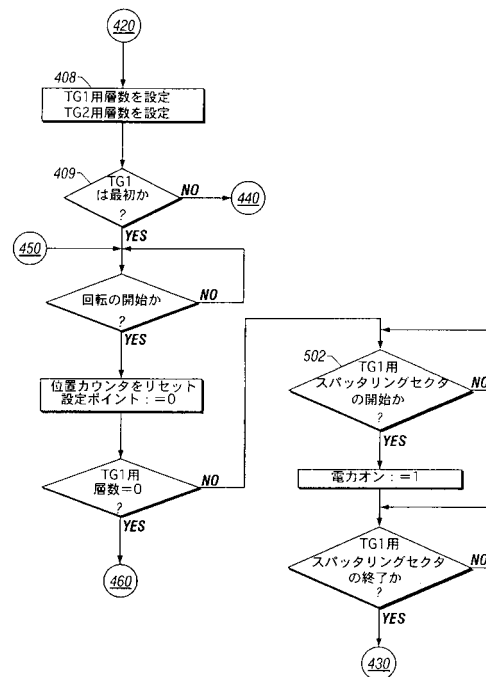 420
408
TG1用層数を設定
TG2用層数を設定
409
TG1
は最初か
?
NO
440
YES
450
回転の開始か
?
NO
YES
位置カウンタをリセット
設定ポイント:=0
TG1用
層数=0
?
NO
YES
460
502
TG1用
スパッタリングセクタ
の開始か
?
NO
YES
電力オン:=1
TG1用
スパッタリングセクタ
の終了か
?
NO
YES
430